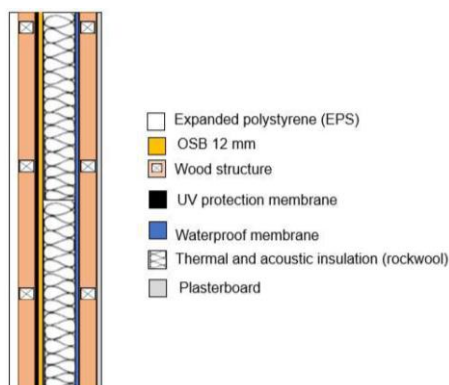 Expanded polystyrene (EPS)
OSB 12 mm
Wood structure
UV protection membrane
Waterproof membrane
Thermal and acoustic insulation (rockwool)
Plasterboard